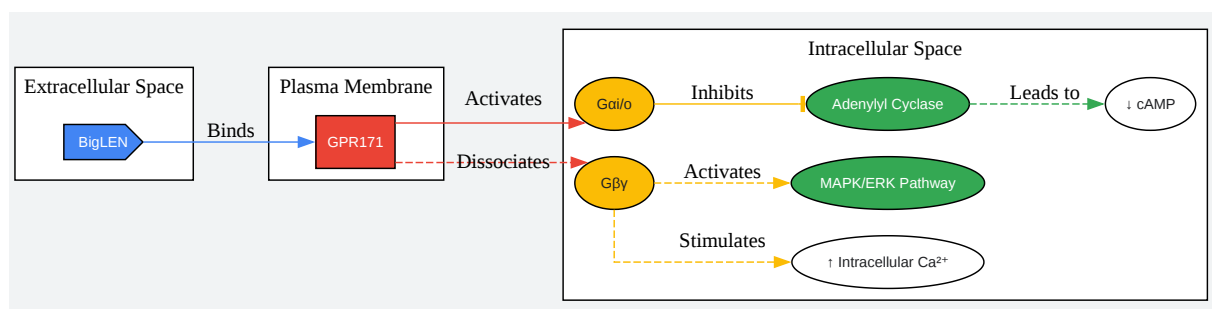 Intracellular Space
Extracellular Space
Plasma Membrane
BigLEN
Binds
GPR171
Activates
Gαi/o
Inhibits
Adenylyl Cyclase
Leads to
↓ cAMP
Dissociates
Gβγ
Activates
MAPK/ERK Pathway
Stimulates
↑ Intracellular Ca²⁺